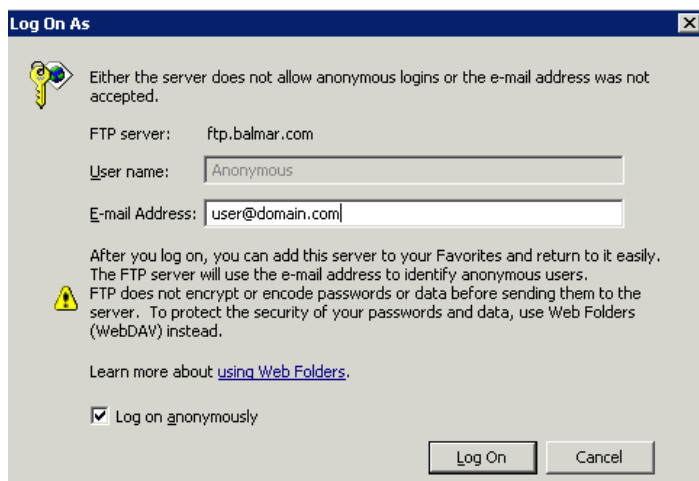 Log On As
Either the server does not allow anonymous logins or the e-mail address was not
accepted.
FTP server: ftp.balmar.com
User name: Anonymous
E-mail Address: user@domain.com
After you log on, you can add this server to your Favorites and return to it easily.
The FTP server will use the e-mail address to identify anonymous users.
FTP does not encrypt or encode passwords or data before sending them to the
server. To protect the security of your passwords and data, use Web Folders
(WebDAV) instead.
Learn more about using Web Folders.
Log on anonymously
Log On Cancel